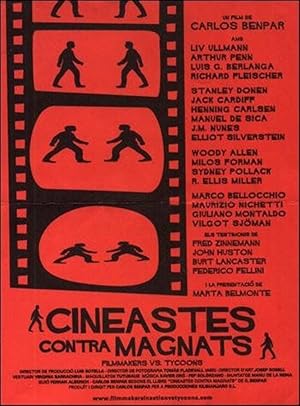 UN FILM DE
CARLOS BENPAR
AMB
LIV ULLMANN
ARTHUR PENN
LUIS G. BERLANGA
RICHARD FLEISCHER
STANLEY DONEN
JACK CARDIFF
HENNING CARLSEN
MANUEL DE SICA
J.M. NUNES
ELLIOT SILVERSTEIN
WOODY ALLEN
MILOS FORMAN
SYDNEY POLLACK
R. ELLIS MILLER
MARCO BELLOCCHIO
MAURIZIO NICHETTI
GIULIANO MONTALDO
VILGOT SJÖMAN
ELS TESTIMONIS DE
FRED ZINNEMANN
JOHN HUSTON
BURT LANCASTER
FEDERICO FELLINI
I LA PRESENTACIÓ DE
MARTA BELMONTE
CINEASTES
CONTRA MAGNATS
FILMMAKERS VS. TYCOONS
www.filmmakersinactionvstycoons.com